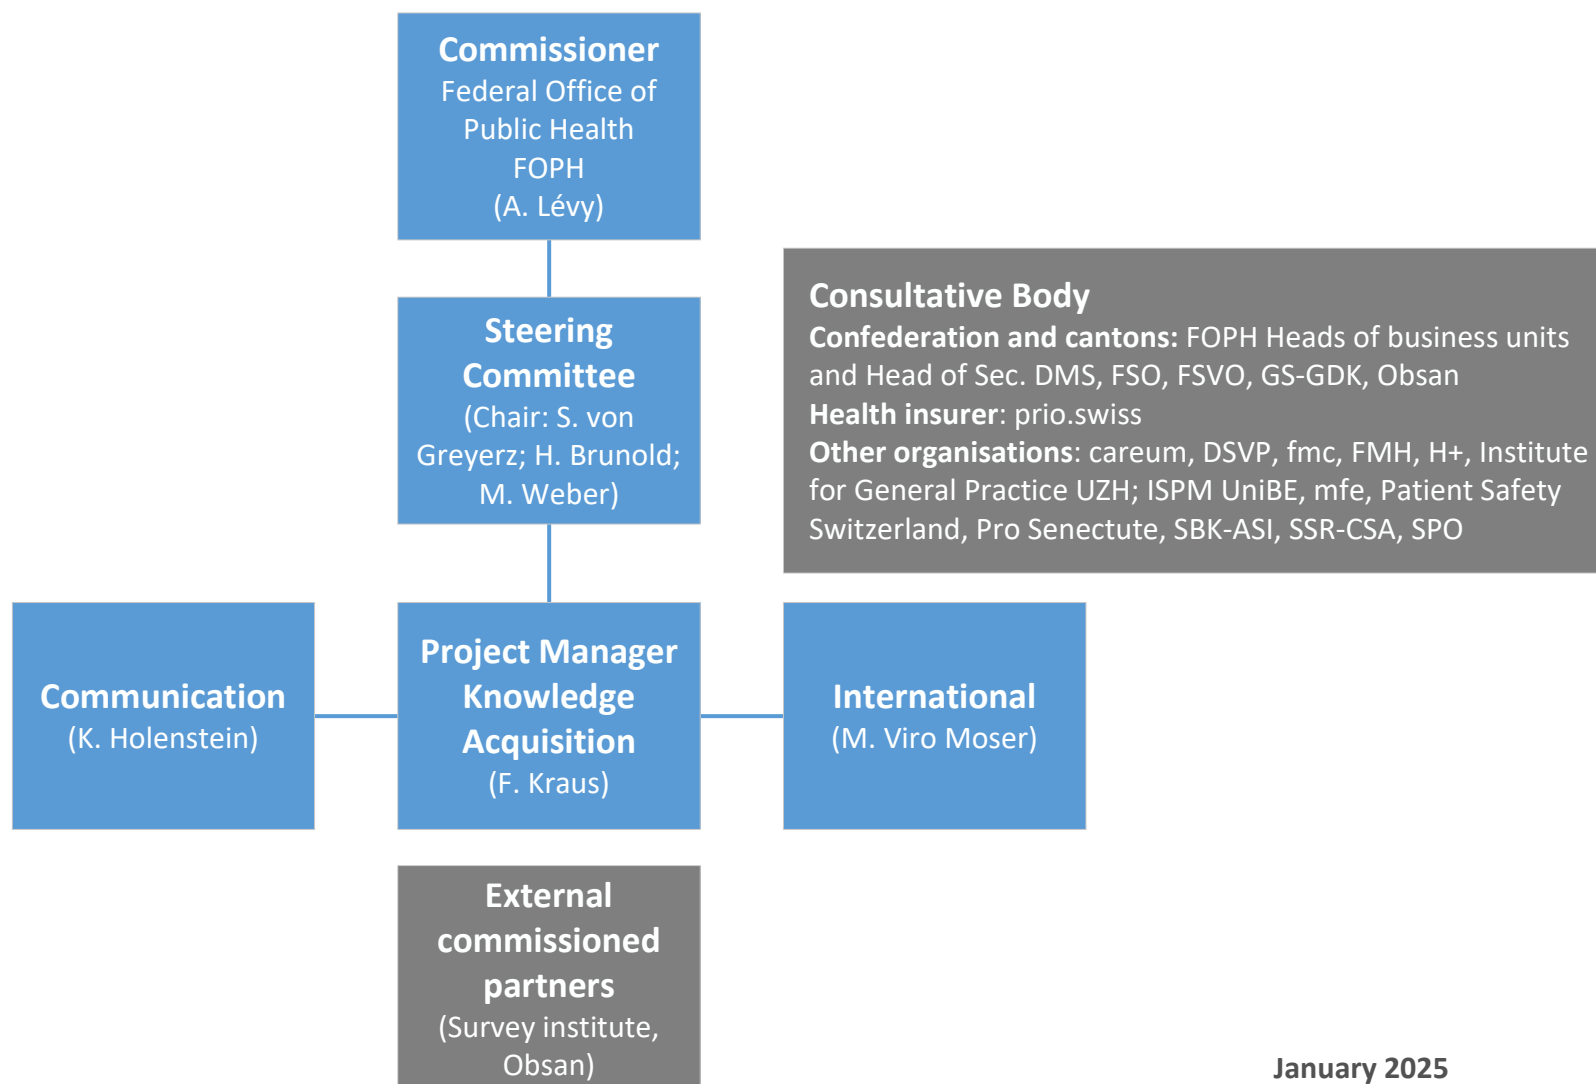 Commissioner
Federal Office of
Public Health
FOPH
(A. Lévy)
Steering
Committee
(Chair: S. von
Greyerz; H. Brunold;
M. Weber)
Consultative Body
Confederation and cantons: FOPH Heads of business units
and Head of Sec. DMS, FSO, FSVO, GS-GDK, Obsan
Health insurer: prio.swiss
Other organisations: careum, DSVP, fmc, FMH, H+, Institute
for General Practice UZH; ISPM UniBE, mfe, Patient Safety
Switzerland, Pro Senectute, SBK-ASI, SSR-CSA, SPO
Communication
(K. Holenstein)
Project Manager
Knowledge
Acquisition
(F. Kraus)
International
(M. Viro Moser)
External
commissioned
partners
(Survey institute,
Obsan)
January 2025